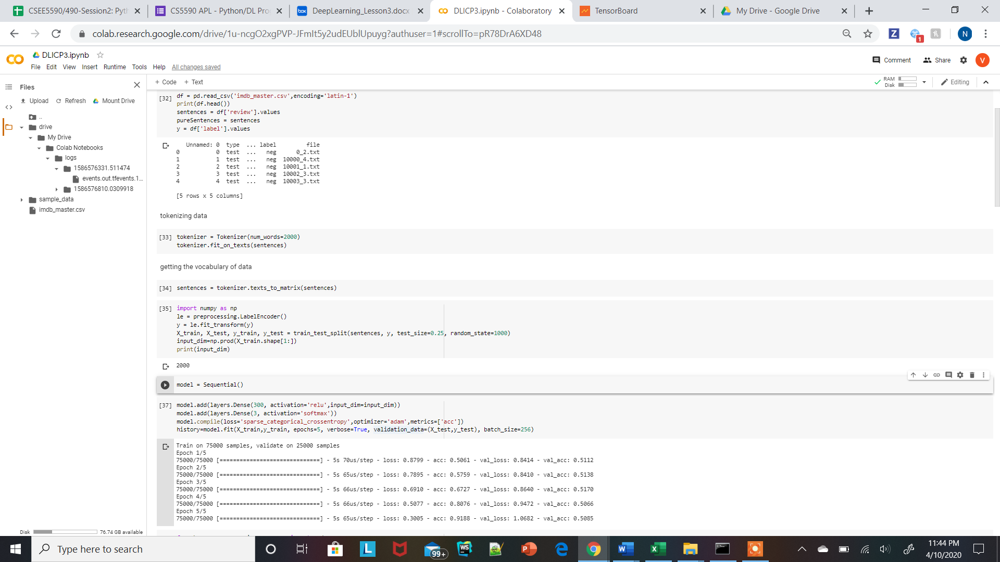 CSEE5590/490-Session2: Pyth
CS5590 APL - Python/DL Pro
box
DeepLearning_Lesson3.docx
DLICP3.ipynb - Colaboratory
TensorBoard
My Drive - Google Drive
colab.research.google.com/drive/1u-ncgO2xgPVP-JFmIt5y2udEUblUpuyg?authuser=1#scrollTo=pR78DrA6XD48
Z
1
N
DLICP3.ipynb
File Edit View Insert Runtime Tools Help All changes saved
Comment
Share
V
Files
Upload Refresh Mount Drive
..
drive
My Drive
Colab Notebooks
logs
1586576331.511474
events.out.tfevents.1...
1586576810.0309918
sample_data
imdb_master.csv
Disk 76.74 GB available
+ Code + Text
RAM
Disk
Editing
[32] df = pd.read_csv('imdb_master.csv',encoding='latin-1')
print(df.head())
sentences = df['review'].values
pureSentences = sentences
y = df['label'].values
Unnamed: 0 type ... label file
0 0 test ... neg 0_2.txt
1 1 test ... neg 10000_4.txt
2 2 test ... neg 10001_1.txt
3 3 test ... neg 10002_3.txt
4 4 test ... neg 10003_3.txt
[5 rows x 5 columns]
tokenizing data
[33] tokenizer = Tokenizer(num_words=2000)
tokenizer.fit_on_texts(sentences)
getting the vocabulary of data
[34] sentences = tokenizer.texts_to_matrix(sentences)
[35] import numpy as np
le = preprocessing.LabelEncoder()
y = le.fit_transform(y)
X_train, X_test, y_train, y_test = train_test_split(sentences, y, test_size=0.25, random_state=1000)
input_dim=np.prod(X_train.shape[1:])
print(input_dim)
2000
model = Sequential()
[37] model.add(layers.Dense(300, activation='relu',input_dim=input_dim))
model.add(layers.Dense(3, activation='softmax'))
model.compile(loss='sparse_categorical_crossentropy',optimizer='adam',metrics=['acc'])
history=model.fit(X_train,y_train, epochs=5, verbose=True, validation_data=(X_test,y_test), batch_size=256)
Train on 75000 samples, validate on 25000 samples
Epoch 1/5
75000/75000 [==============================] - 5s 70us/step - loss: 0.8799 - acc: 0.5061 - val_loss: 0.8414 - val_acc: 0.5112
Epoch 2/5
75000/75000 [==============================] - 5s 65us/step - loss: 0.7895 - acc: 0.5759 - val_loss: 0.8410 - val_acc: 0.5138
Epoch 3/5
75000/75000 [==============================] - 5s 66us/step - loss: 0.6910 - acc: 0.6727 - val_loss: 0.8640 - val_acc: 0.5170
Epoch 4/5
75000/75000 [==============================] - 5s 66us/step - loss: 0.5077 - acc: 0.8076 - val_loss: 0.9472 - val_acc: 0.5066
Epoch 5/5
75000/75000 [==============================] - 5s 65us/step - loss: 0.3005 - acc: 0.9188 - val_loss: 1.0682 - val_acc: 0.5085
Type here to search
L
99+
WS
P
W
X
11:44 PM
4/10/2020